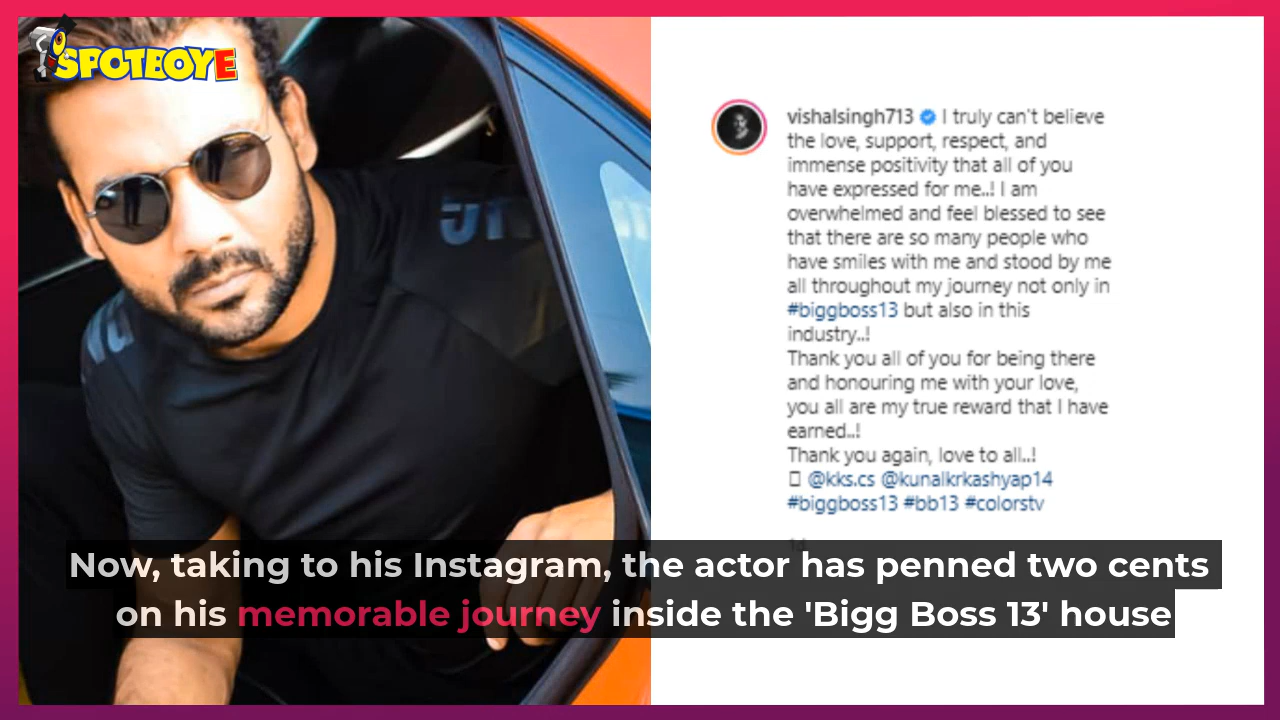 SPOTBOYE
vishalsingh713 I truly can't believe
the love, support, respect, and
immense positivity that all of you
have expressed for me..! I am
overwhelmed and feel blessed to see
that there are so many people who
have smiles with me and stood by me
all throughout my journey not only in
#biggboss13 but also in this
industry..!
Thank you all of you for being there
and honouring me with your love,
you all are my true reward that I have
earned..!
Thank you again, love to all..!
@kks.cs @kunalkrkashyap14
#biggboss13 #bb13 #colorstv
Now, taking to his Instagram, the actor has penned two cents
on his memorable journey inside the 'Bigg Boss 13' house